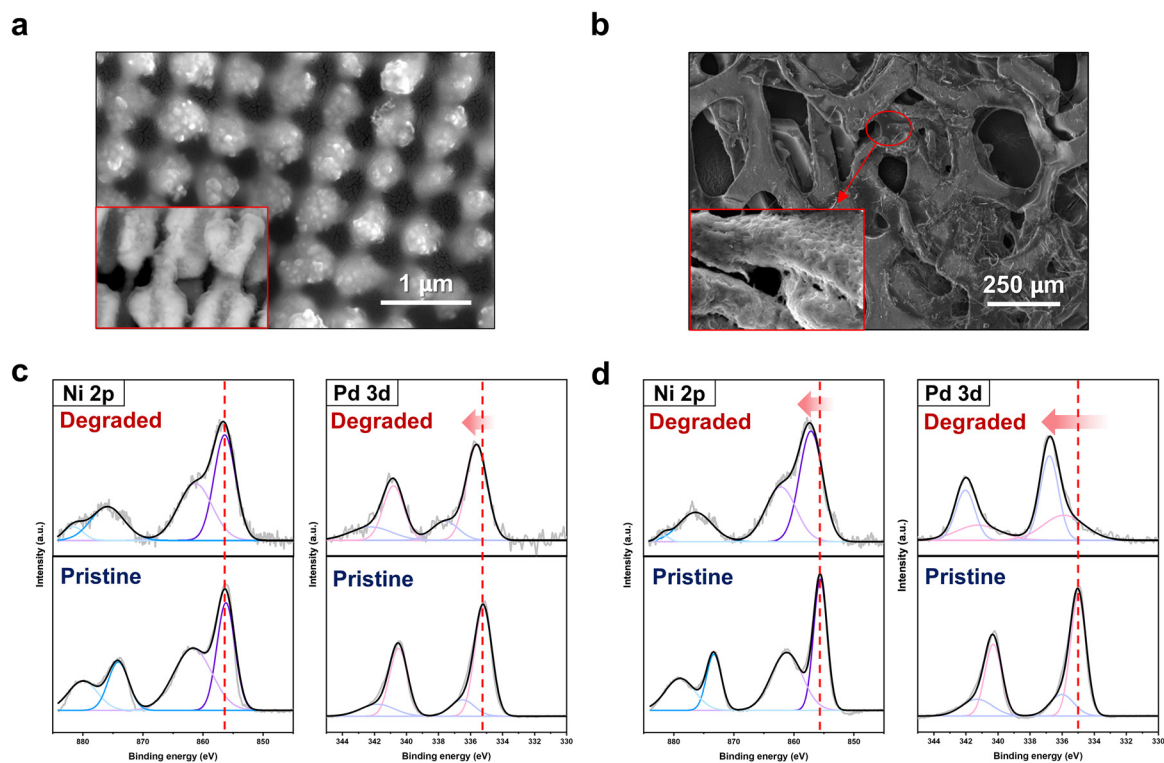 a
b
1 µm
250 µm
c
d
Ni 2p
Degraded
Pristine
Intensity (a.u.)
880 870 860 850
Binding energy (eV)
Pd 3d
Degraded
Pristine
344 342 340 338 336 334 332 330
Binding energy (eV)
Ni 2p
Degraded
Pristine
Intensity (a.u.)
880 870 860 850
Binding energy (eV)
Pd 3d
Degraded
Pristine
Intensity (a.u.)
344 342 340 338 336 334 332 330
Binding energy (eV)